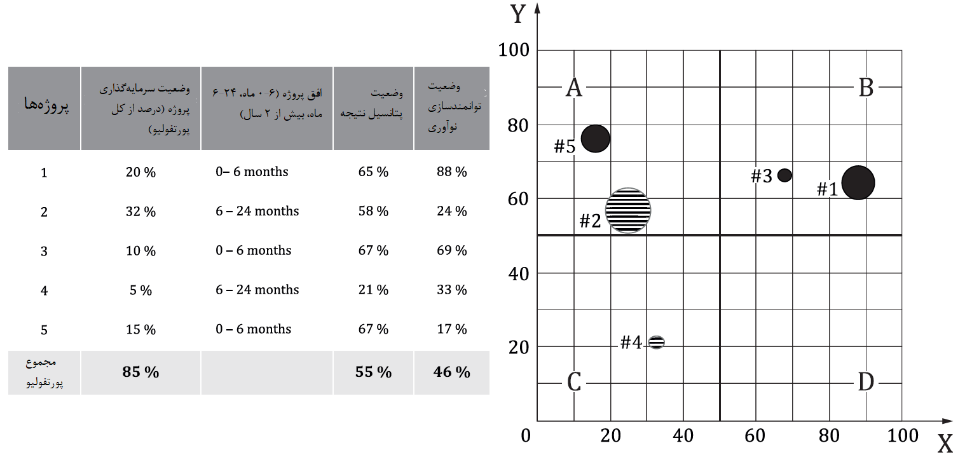 پروژه‌ها
وضعیت سرمایه‌گذاری
پروژه (درصد از کل
پورتفولیو)
افق پروژه (۶-۰ ماه، ۲۴-۶
ماه، بیش از ۲ سال)
وضعیت
پتانسیل نتیجه
وضعیت
توانمندسازی
نوآوری
1 20 % 0– 6 months 65 % 88 %
2 32 % 6 – 24 months 58 % 24 %
3 10 % 0 – 6 months 67 % 69 %
4 5 % 6 – 24 months 21 % 33 %
5 15 % 0 – 6 months 67 % 17 %
مجموع
پورتفولیو
85 % 55 % 46 %
Y
100
A B
80
#5
#3 #1
60
#2
40
#4
20
C D
0 20 40 60 80 100
X